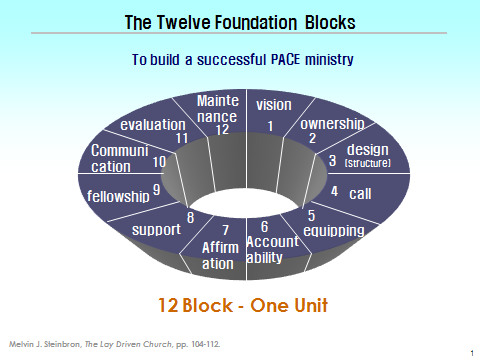 The Twelve Foundation Blocks
To build a successful PACE ministry
vision
1
ownership
2
3 design
(structure)
4 call
5
equipping
6
Account
ability
7
Affirm
ation
8
support
fellowship 9
Communi
cation 10
evaluation
11
Mainte
nance
12
12 Block - One Unit
Melvin J. Steinbron, The Lay Driven Church, pp. 104-112.
1